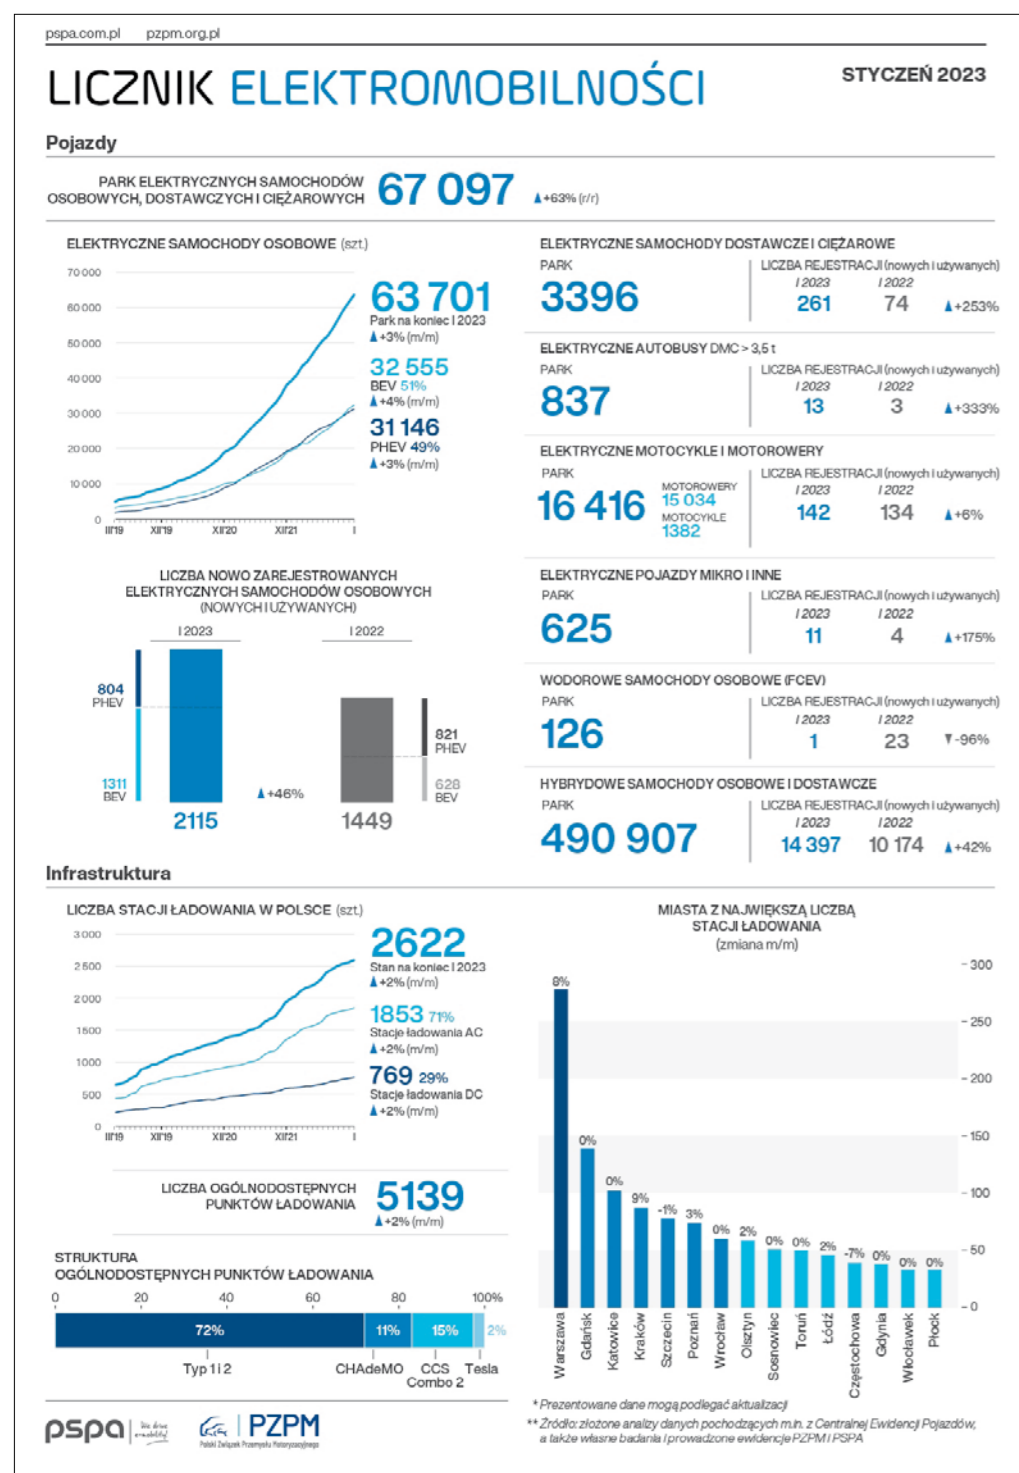 pspa.com.pl pzpm.org.pl
LICZNIK ELEKTROMOBILNOŚCI
STYCZEŃ 2023
Pojazdy
PARK ELEKTRYCZNYCH SAMOCHODÓW
OSOBOWYCH, DOSTAWCZYCH I CIĘŻAROWYCH
67 097
+63% (r/r)
ELEKTRYCZNE SAMOCHODY OSOBOWE (szt.)
70 000
60 000
50 000
40 000
30 000
20 000
10 000
0
III'19 XII'19 XII'20 XII'21 I
63 701
Park na koniec I 2023
+3% (m/m)
32 555
BEV 51%
+4% (m/m)
31 146
PHEV 49%
+3% (m/m)
LICZBA NOWO ZAREJESTROWANYCH
ELEKTRYCZNYCH SAMOCHODÓW OSOBOWYCH
(NOWYCH I UŻYWANYCH)
I 2023
I 2022
804
PHEV
1311
BEV
2115
+46%
821
PHEV
628
BEV
1449
ELEKTRYCZNE SAMOCHODY DOSTAWCZE I CIĘŻAROWE
PARK
3396
LICZBA REJESTRACJI (nowych i używanych)
I 2023 I 2022
261 74 +253%
ELEKTRYCZNE AUTOBUSY DMC > 3,5 t
PARK
837
LICZBA REJESTRACJI (nowych i używanych)
I 2023 I 2022
13 3 +333%
ELEKTRYCZNE MOTOCYKLE I MOTOROWERY
PARK
16 416
MOTOROWERY
15 034
MOTOCYKLE
1382
LICZBA REJESTRACJI (nowych i używanych)
I 2023 I 2022
142 134 +6%
ELEKTRYCZNE POJAZDY MIKRO I INNE
PARK
625
LICZBA REJESTRACJI (nowych i używanych)
I 2023 I 2022
11 4 +175%
WODOROWE SAMOCHODY OSOBOWE (FCEV)
PARK
126
LICZBA REJESTRACJI (nowych i używanych)
I 2023 I 2022
1 23 -96%
HYBRYDOWE SAMOCHODY OSOBOWE I DOSTAWCZE
PARK
490 907
LICZBA REJESTRACJI (nowych i używanych)
I 2023 I 2022
14 397 10 174 +42%
Infrastruktura
LICZBA STACJI ŁADOWANIA W POLSCE (szt.)
3 000
2 500
2 000
1500
1000
500
0
III'19 XII'19 XII'20 XII'21 I
2622
Stan na koniec I 2023
+2% (m/m)
1853 71%
Stacje ładowania AC
+2% (m/m)
769 29%
Stacje ładowania DC
+2% (m/m)
LICZBA OGÓLNODOSTĘPNYCH
PUNKTÓW ŁADOWANIA
5139
+2% (m/m)
STRUKTURA
OGÓLNODOSTĘPNYCH PUNKTÓW ŁADOWANIA
0 20 40 60 80 100%
72% 11% 15% 2%
Typ 1 i 2 CHAdeMO CCS Tesla
Combo 2
MIASTA Z NAJWIĘKSZĄ LICZBĄ
STACJI ŁADOWANIA
(zmiana m/m)
300
250
200
150
100
50
0
8% 0% 0% 9% -1% 3% 0% 2% 0% 0% 2% -7% 0% 0% 0%
Warszawa
Gdańsk
Katowice
Kraków
Szczecin
Poznań
Wrocław
Olsztyn
Sosnowiec
Toruń
Łódź
Częstochowa
Gdynia
Włocławek
Płock
* Prezentowane dane mogą podlegać aktualizacji
** Źródło: złożone analizy danych pochodzących m.in. z Centralnej Ewidencji Pojazdów,
a także własne badania i prowadzone ewidencje PZPM i PSPA
pspa We drive e-mobility!
PZPM
Polski Związek Przemysłu Motoryzacyjnego